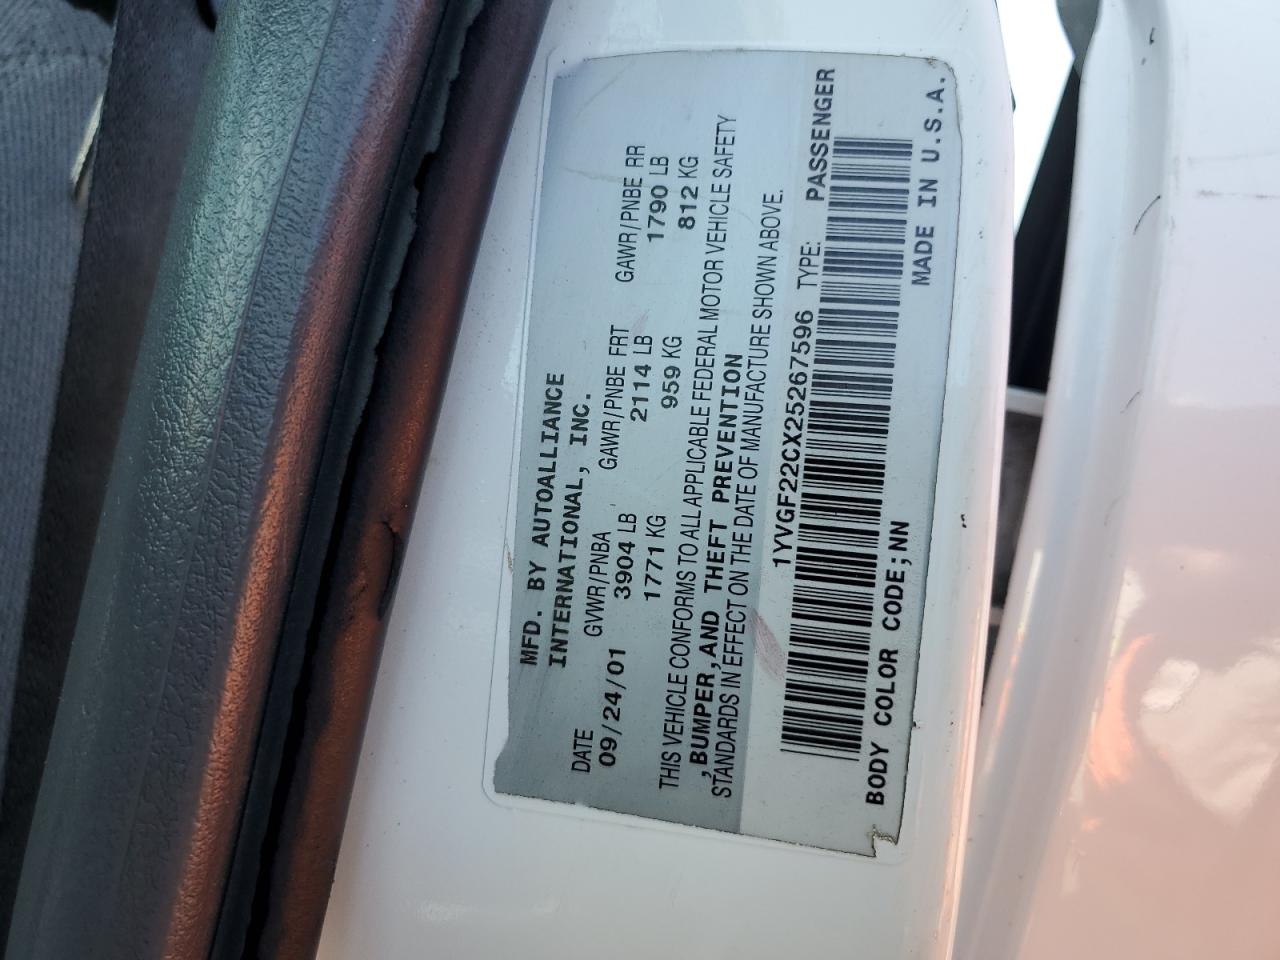 MFD. BY AUTOALLIANCE
INTERNATIONAL, INC.
DATE GVWR/PNBA GAWR/PNBE FRT GAWR/PNBE RR
09/24/01 3904 LB 2114 LB 1790 LB
1771 KG 959 KG 812 KG
THIS VEHICLE CONFORMS TO ALL APPLICABLE FEDERAL MOTOR VEHICLE SAFETY
, BUMPER, AND THEFT PREVENTION
STANDARDS IN EFFECT ON THE DATE OF MANUFACTURE SHOWN ABOVE.
1YVGF22CX25267596 TYPE: PASSENGER
BODY COLOR CODE;NN MADE IN U.S.A.